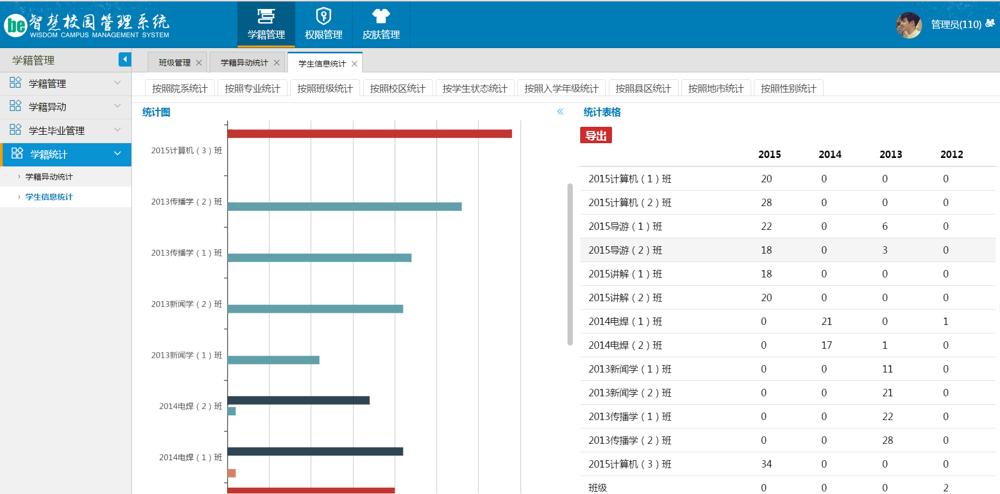 be 智慧校园管理系统
WISDOM CAMPUS MANAGEMENT SYSTEM
学籍管理
权限管理
皮肤管理
管理员(110)
学籍管理
学籍管理
学籍异动
学生毕业管理
学籍统计
学籍异动统计
学生信息统计
班级管理 学籍异动统计 学生信息统计
按照院系统计 按照专业统计 按照班级统计 按照校区统计 按学生状态统计 按照入学年级统计 按照县区统计 按照地市统计 按照性别统计
统计图
2015计算机（3）班
2013传播学（2）班
2013传播学（1）班
2013新闻学（2）班
2013新闻学（1）班
2014电焊（2）班
2014电焊（1）班
统计表格
导出
2015 2014 2013 2012
2015计算机（1）班 20 0 0 0
2015计算机（2）班 28 0 0 0
2015导游（1）班 22 0 6 0
2015导游（2）班 18 0 3 0
2015讲解（1）班 18 0 0 0
2015讲解（2）班 20 0 0 0
2014电焊（1）班 0 21 0 1
2014电焊（2）班 0 17 1 0
2013新闻学（1）班 0 0 11 0
2013新闻学（2）班 0 0 21 0
2013传播学（1）班 0 0 22 0
2013传播学（2）班 0 0 28 0
2015计算机（3）班 34 0 0 0
班级 0 0 0 2